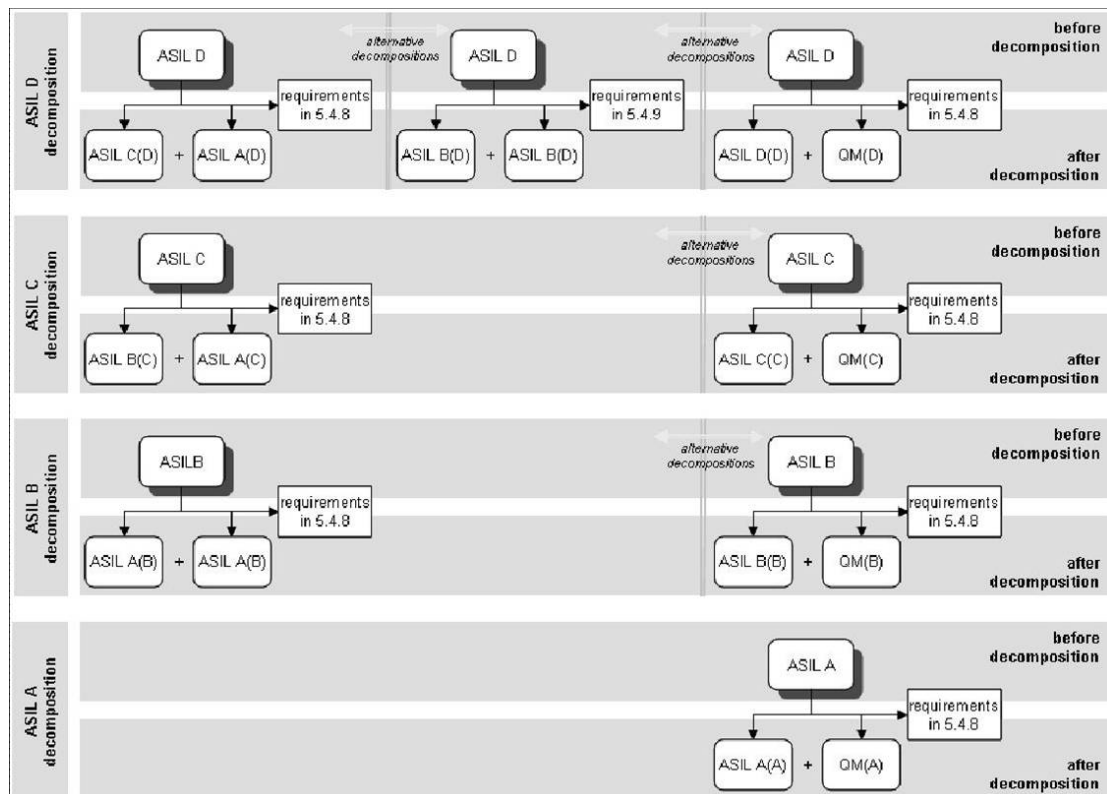 ASIL D
decomposition
ASIL D
alternative
decompositions
ASIL D
alternative
decompositions
ASIL D
before
decomposition
requirements
in 5.4.8
requirements
in 5.4.9
requirements
in 5.4.8
ASIL C(D) + ASIL A(D)
ASIL B(D) + ASIL B(D)
ASIL D(D) + QM(D)
after
decomposition
ASIL C
decomposition
ASIL C
alternative
decompositions
ASIL C
before
decomposition
requirements
in 5.4.8
requirements
in 5.4.8
ASIL B(C) + ASIL A(C)
ASIL C(C) + QM(C)
after
decomposition
ASIL B
decomposition
ASILB
alternative
decompositions
ASIL B
before
decomposition
requirements
in 5.4.8
requirements
in 5.4.8
ASIL A(B) + ASIL A(B)
ASIL B(B) + QM(B)
after
decomposition
ASIL A
decomposition
ASIL A
before
decomposition
requirements
in 5.4.8
ASIL A(A) + QM(A)
after
decomposition